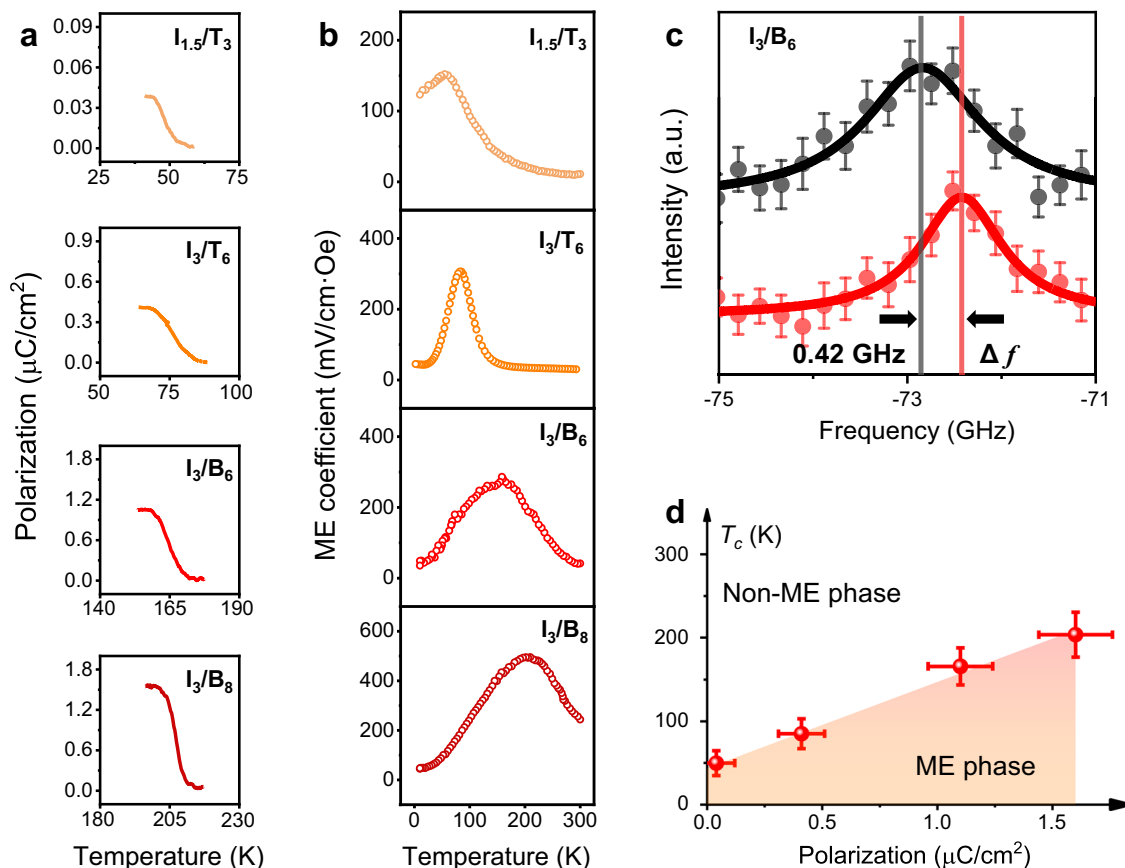 a
I1.5/T3
0.09
0.06
0.03
0.00
25 50 75
I3/T6
0.9
0.6
0.3
0.0
50 75 100
I3/B6
1.8
1.2
0.6
0.0
140 165 190
I3/B8
1.8
1.2
0.6
0.0
180 205 230
Polarization (μC/cm²)
Temperature (K)
b
I1.5/T3
200
100
0
I3/T6
400
200
0
I3/B6
400
200
0
I3/B8
600
400
200
0
0 100 200 300
ME coefficient (mV/cm·Oe)
Temperature (K)
c
I3/B6
Intensity (a.u.)
0.42 GHz
Δ f
-75 -73 -71
Frequency (GHz)
d
Tc (K)
300
200
100
0
Non-ME phase
ME phase
0.0 0.5 1.0 1.5
Polarization (μC/cm²)